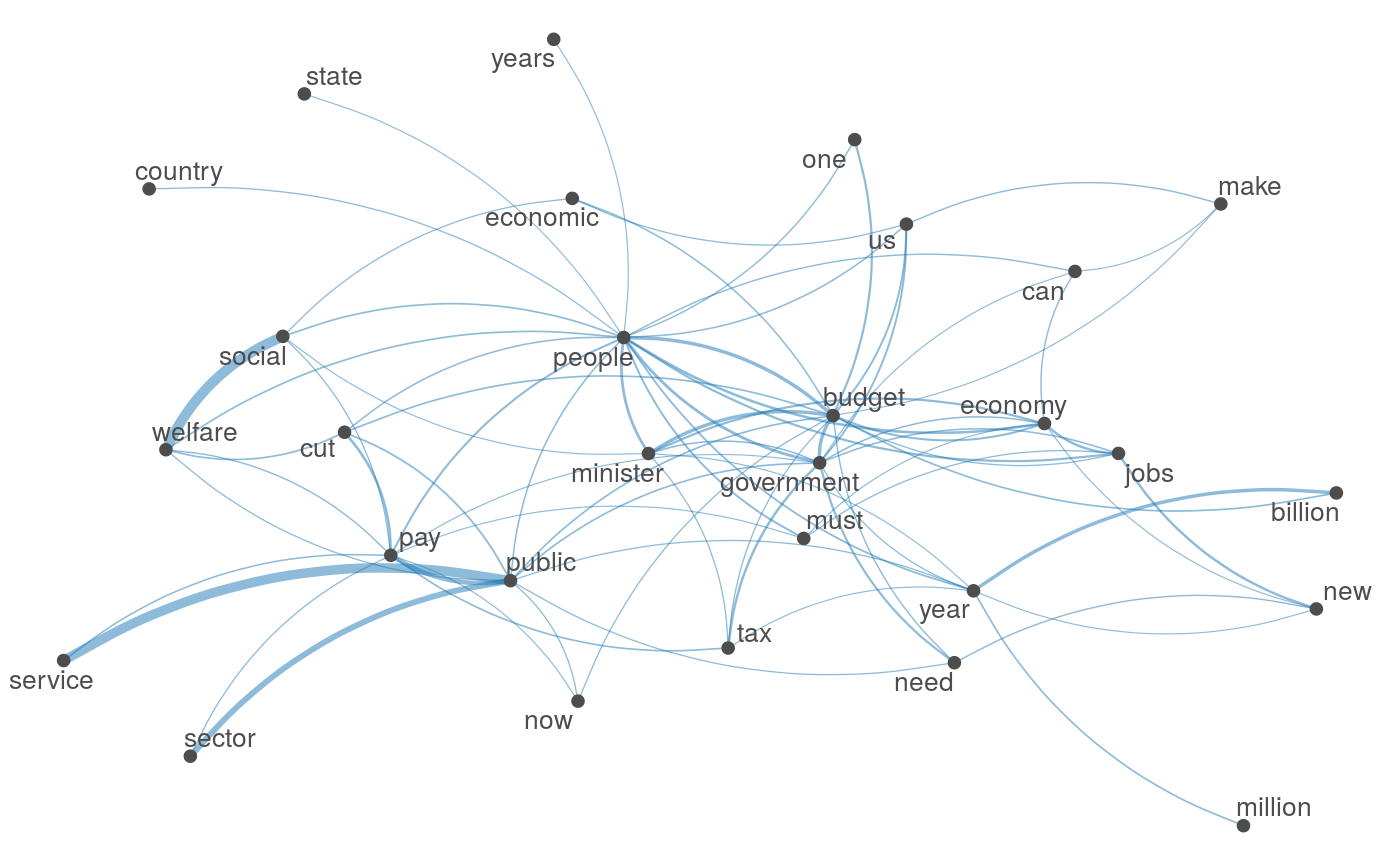 years
state
one
country
make
economic
us
can
social
people
budget
economy
welfare
cut
minister
government
jobs
billion
must
pay
public
year
new
tax
service
need
now
sector
million